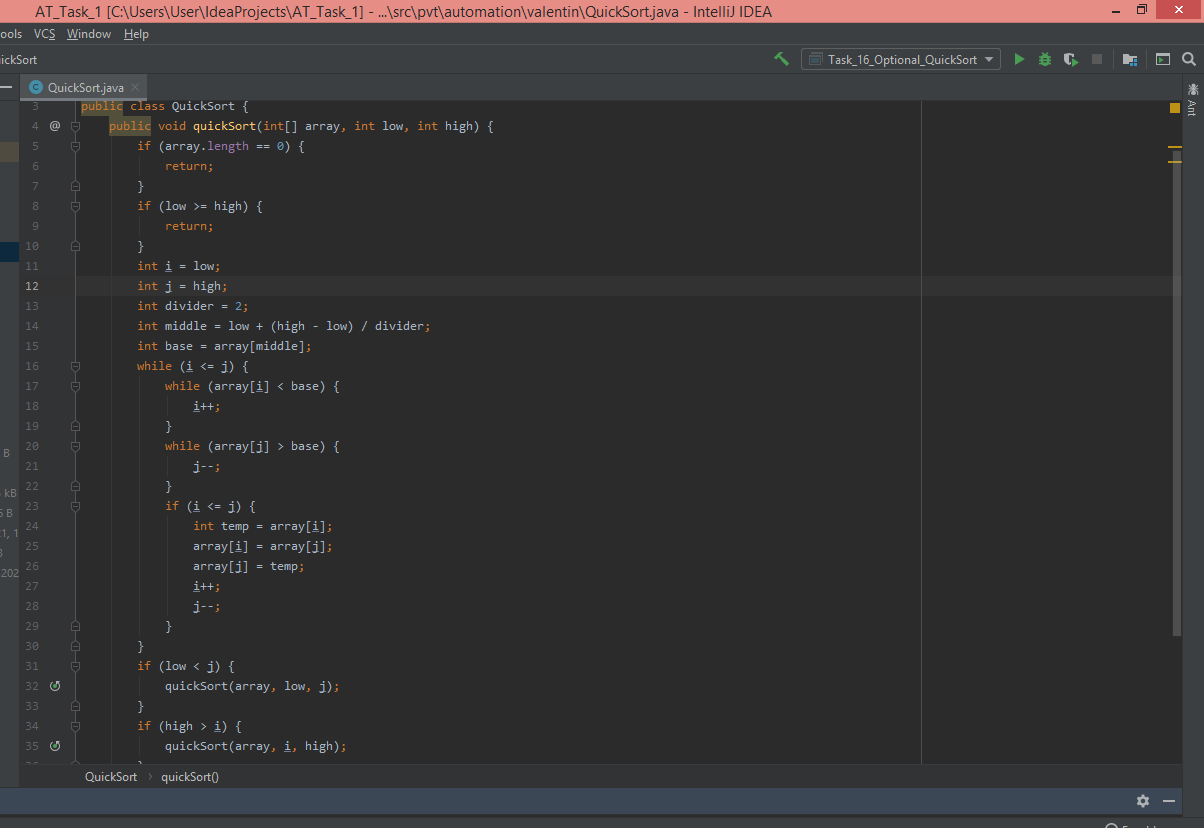 AT_Task_1 [C:\Users\User\IdeaProjects\AT_Task_1] - ...\src\pvt\automation\valentin\QuickSort.java - IntelliJ IDEA
ools VCS Window Help
ickSort
Task_16_Optional_QuickSort
QuickSort.java
Ant
3 public class QuickSort {
4 @ public void quickSort(int[] array, int low, int high) {
5 if (array.length == 0) {
6 return;
7 }
8 if (low >= high) {
9 return;
10 }
11 int i = low;
12 int j = high;
13 int divider = 2;
14 int middle = low + (high - low) / divider;
15 int base = array[middle];
16 while (i <= j) {
17 while (array[i] < base) {
18 i++;
19 }
20 while (array[j] > base) {
21 j--;
22 }
23 if (i <= j) {
24 int temp = array[i];
25 array[i] = array[j];
26 array[j] = temp;
27 i++;
28 j--;
29 }
30 }
31 if (low < j) {
32 quickSort(array, low, j);
33 }
34 if (high > i) {
35 quickSort(array, i, high);
B
kB
B
1, 1
202
QuickSort > quickSort()